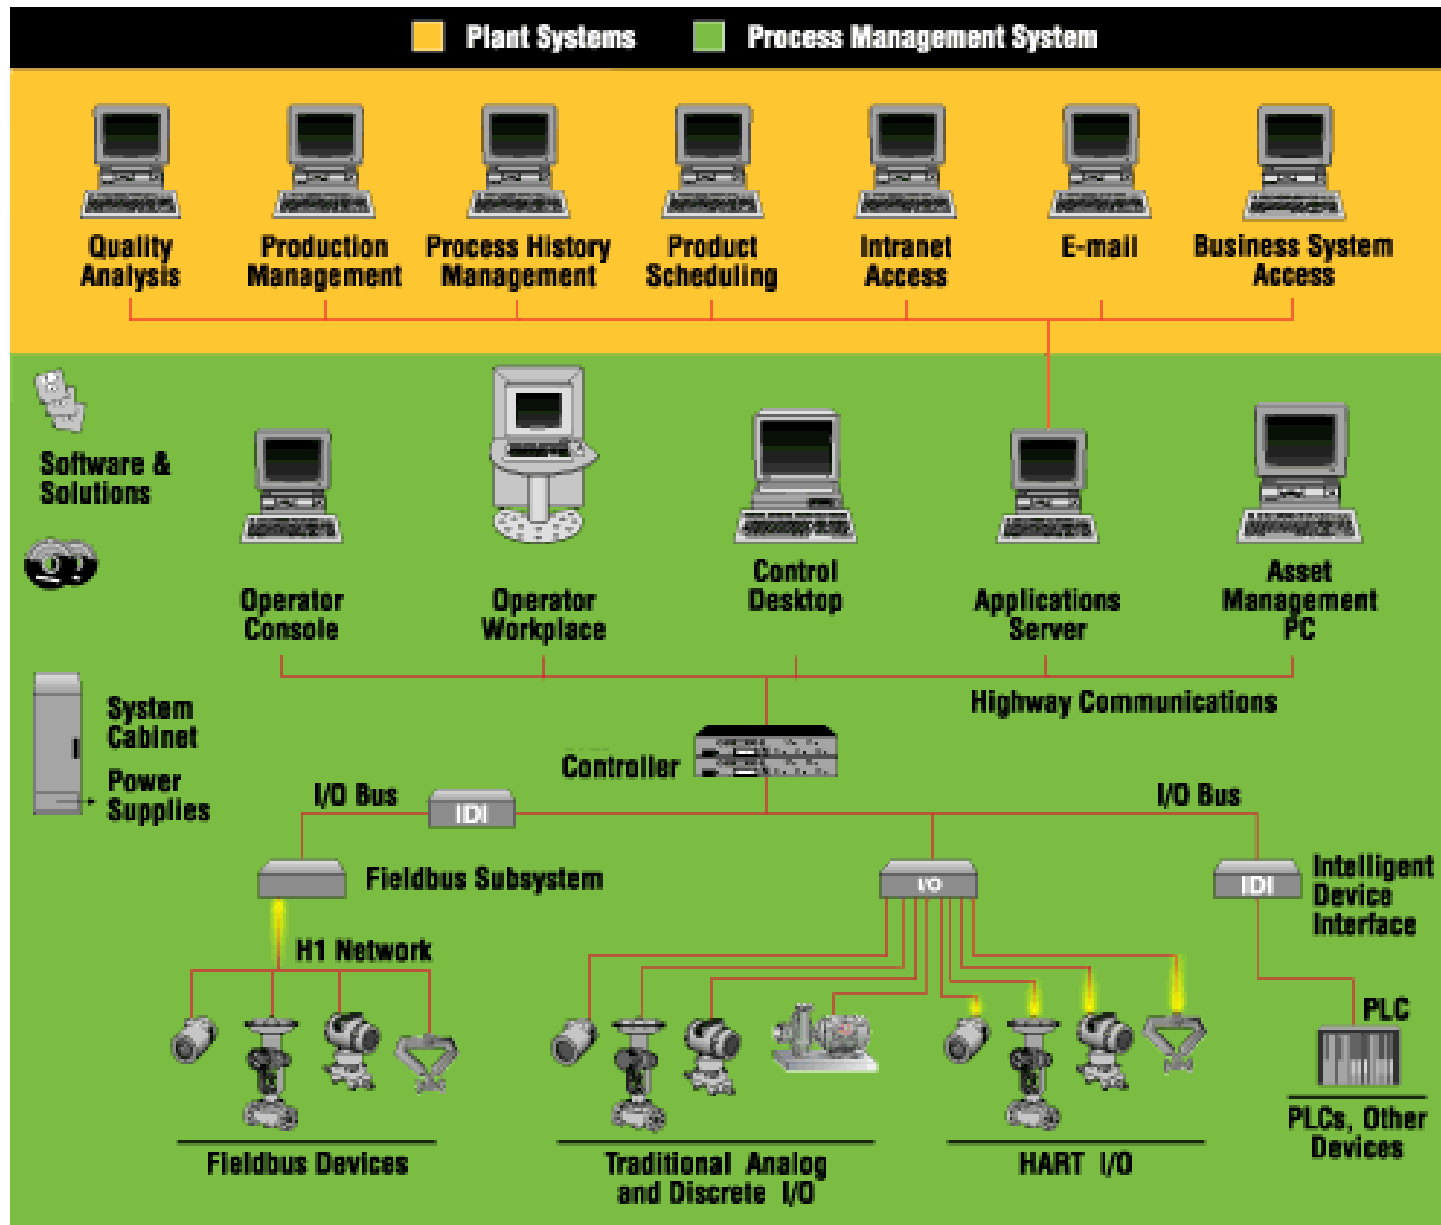 Plant Systems
Process Management System
Quality
Analysis
Production
Management
Process History
Management
Product
Scheduling
Intranet
Access
E-mail
Business System
Access
Software &
Solutions
Operator
Console
Operator
Workplace
Control
Desktop
Applications
Server
Asset
Management
PC
Highway Communications
System
Cabinet
Power
Supplies
Controller
I/O Bus
IDI
I/O Bus
Fieldbus Subsystem
I/O
IDI
Intelligent
Device
Interface
H1 Network
PLC
Fieldbus Devices
Traditional Analog
and Discrete I/O
HART I/O
PLCs, Other
Devices